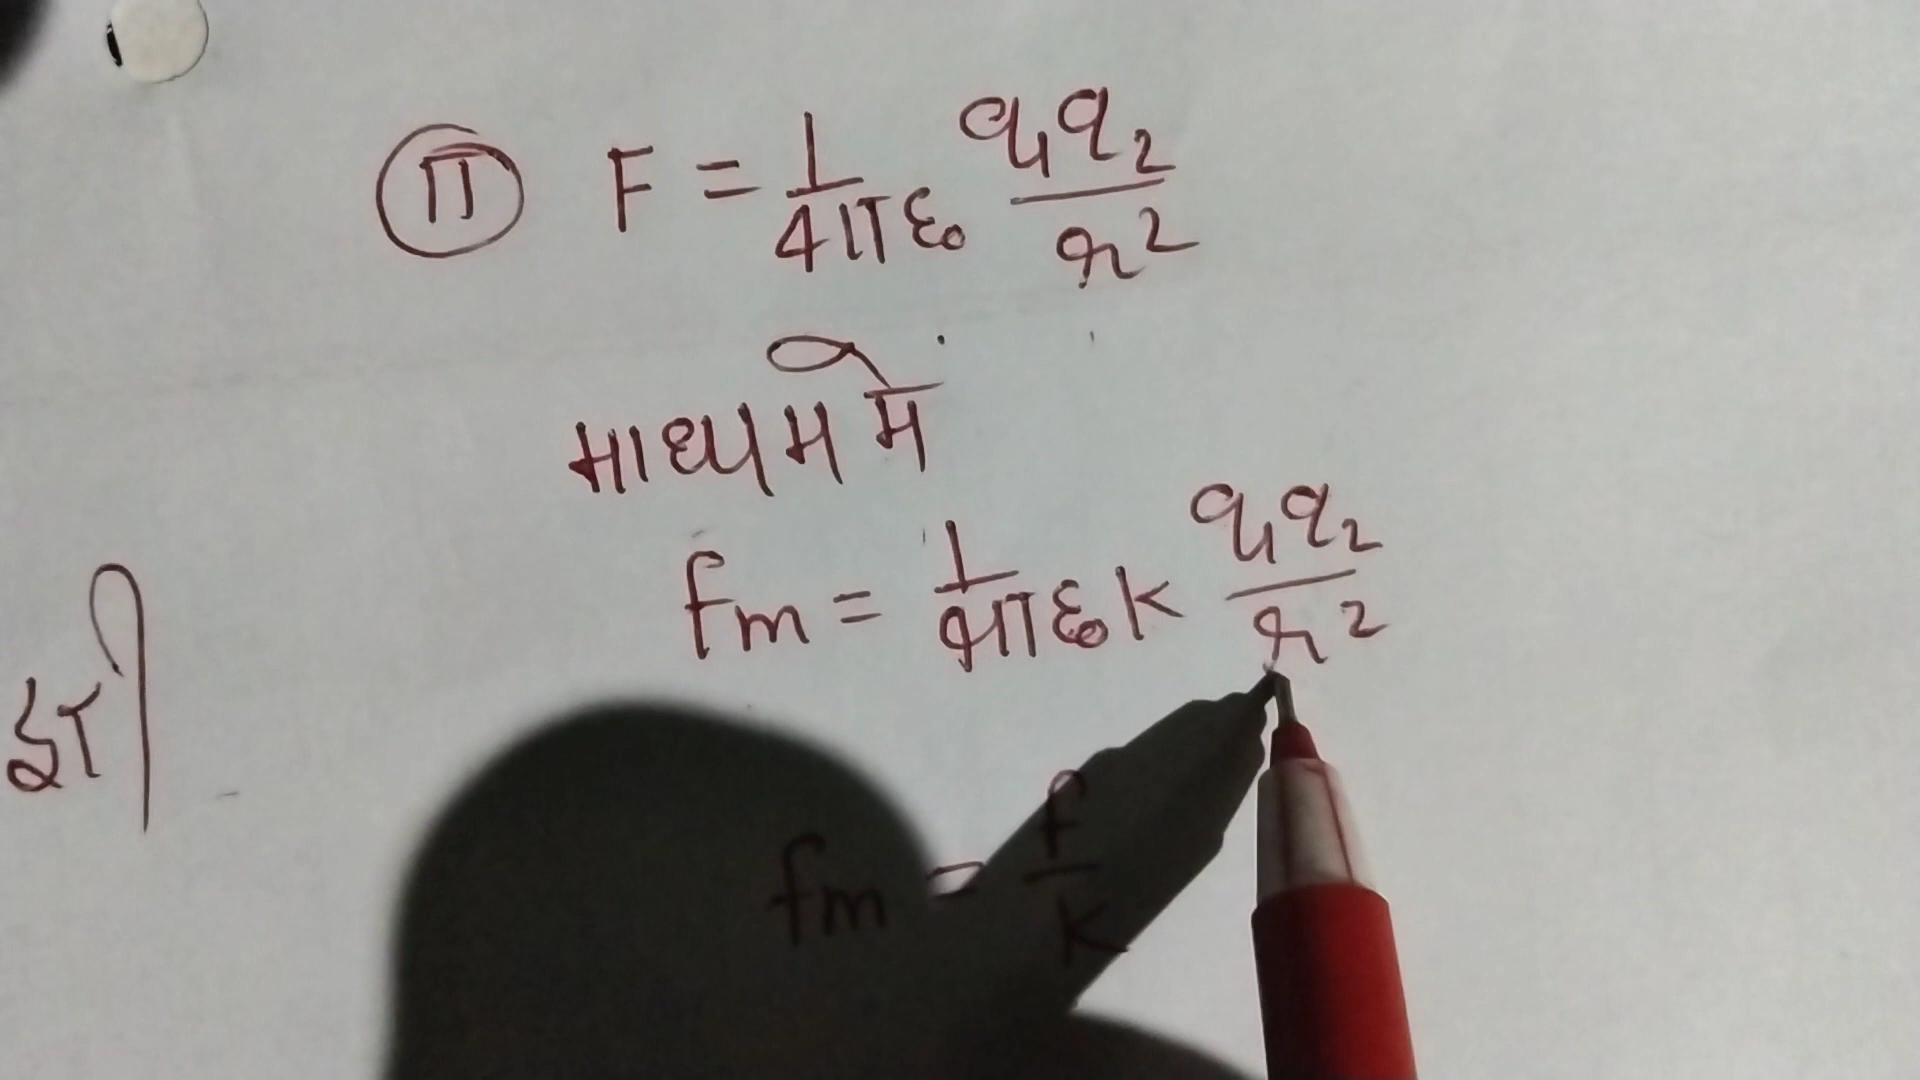 II F = 1/4πε₀ q₁q₂/r²
माध्यम में
fm = 1/4πε₀k q₁q₂/r²
fm = F/k